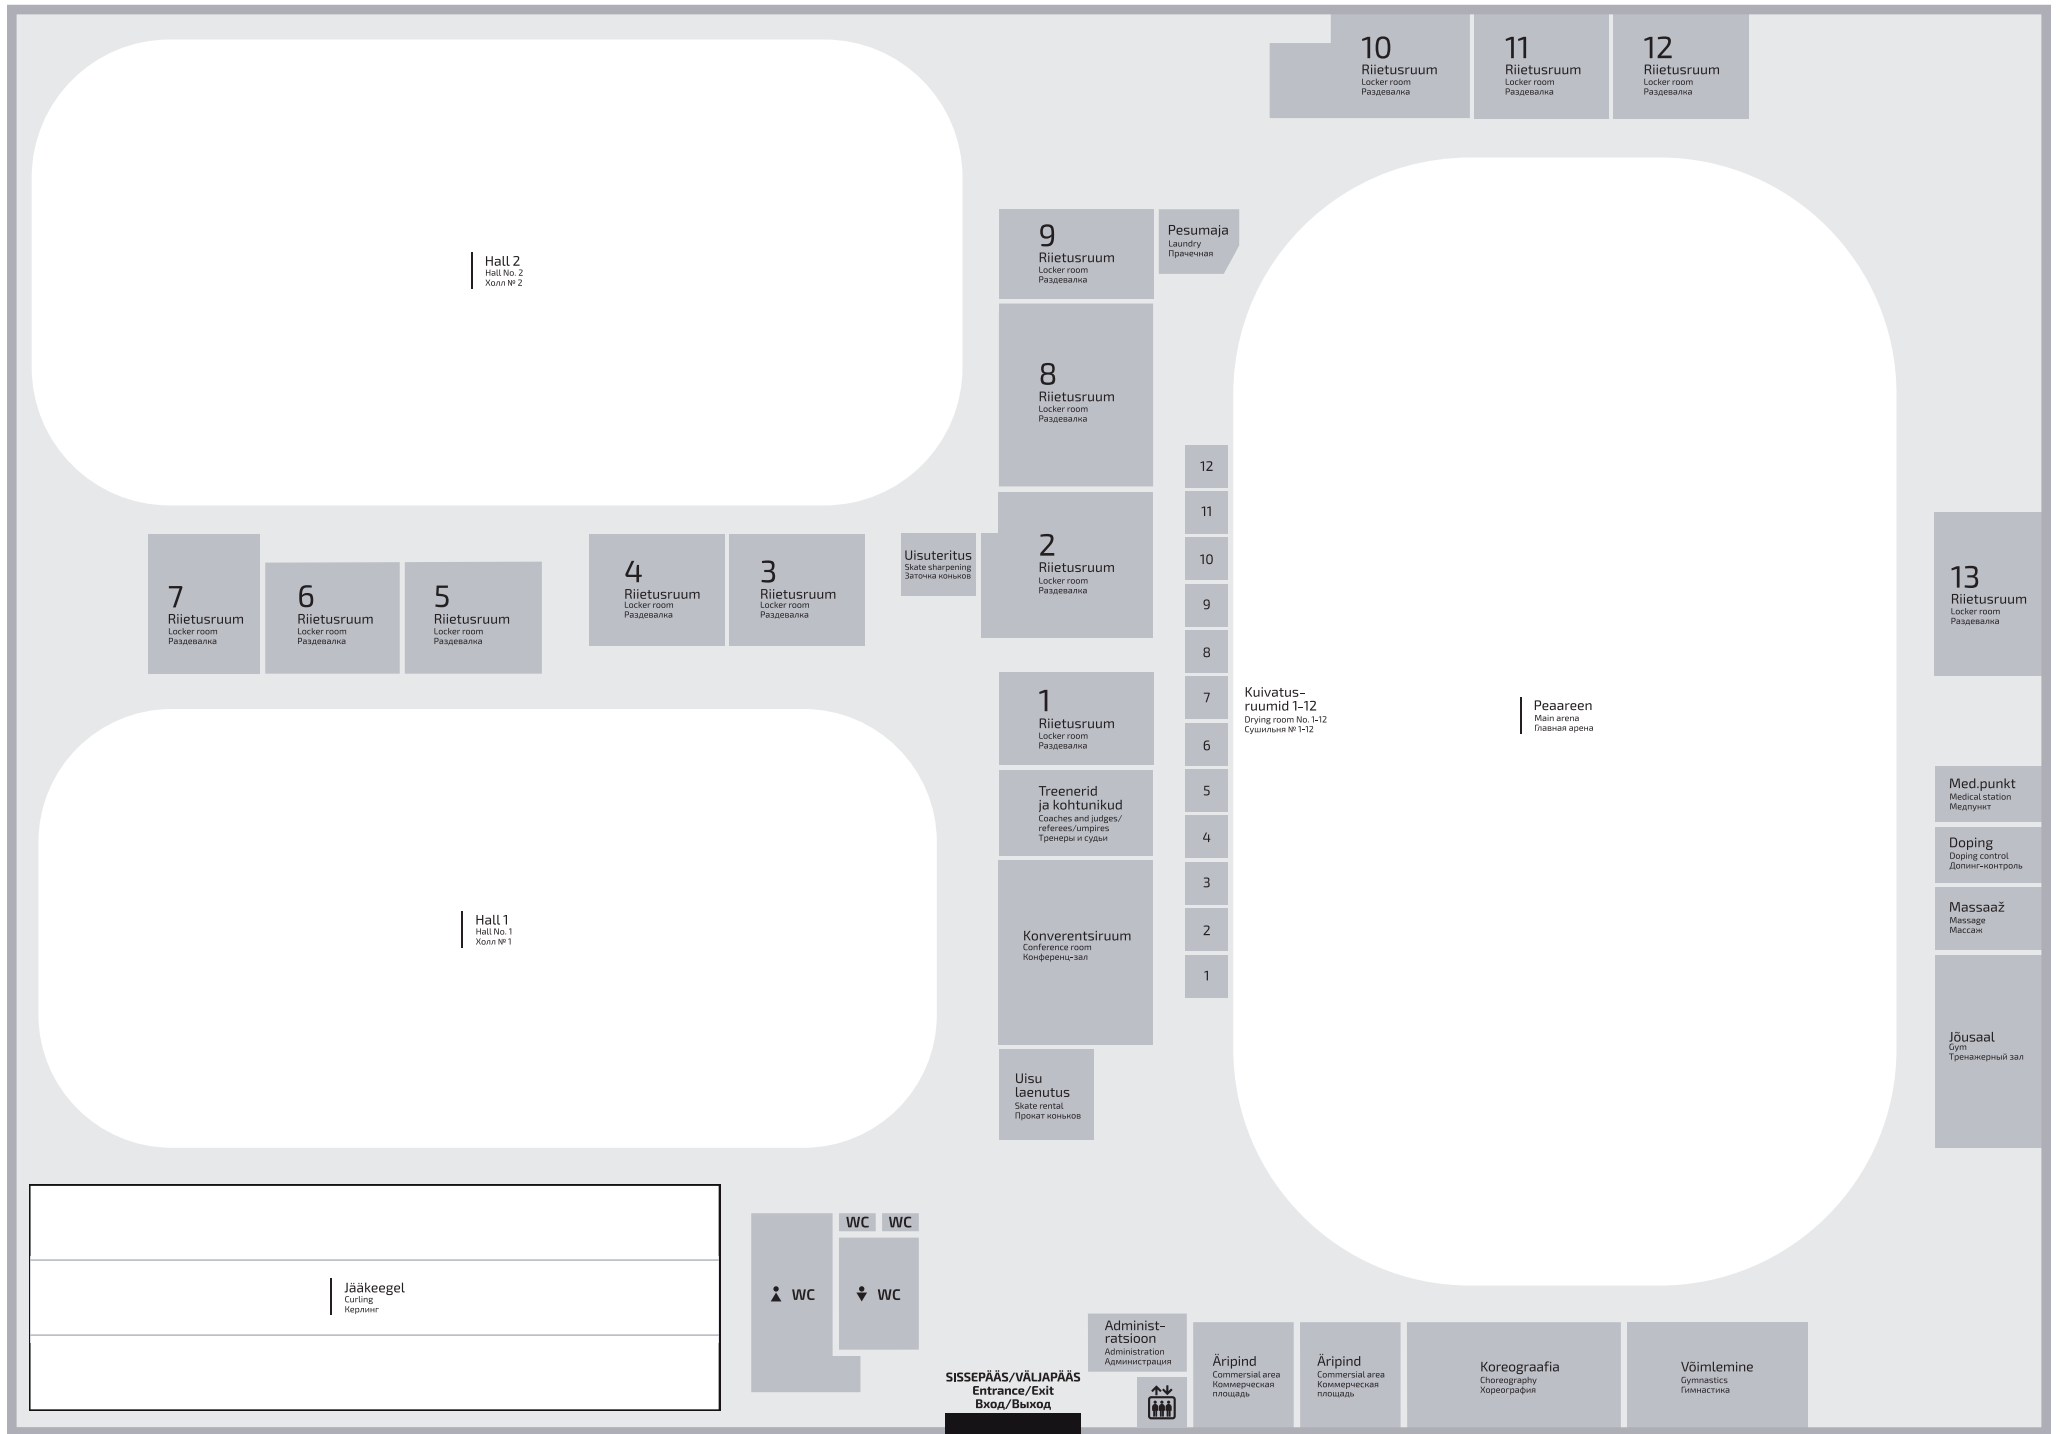 10
Riietusruum
Locker room
Раздевалка
11
Riietusruum
Locker room
Раздевалка
12
Riietusruum
Locker room
Раздевалка
Hall 2
Hall No. 2
Холл № 2
9
Riietusruum
Locker room
Раздевалка
Pesumaja
Laundry
Прачечная
8
Riietusruum
Locker room
Раздевалка
7
Riietusruum
Locker room
Раздевалка
6
Riietusruum
Locker room
Раздевалка
5
Riietusruum
Locker room
Раздевалка
4
Riietusruum
Locker room
Раздевалка
3
Riietusruum
Locker room
Раздевалка
Uisuteritus
Skate sharpening
Заточка коньков
2
Riietusruum
Locker room
Раздевалка
12
11
10
9
8
7
6
5
4
3
2
1
Kuivatus-
ruumid 1-12
Drying room No. 1-12
Сушильня № 1-12
Peaareen
Main arena
Главная арена
13
Riietusruum
Locker room
Раздевалка
1
Riietusruum
Locker room
Раздевалка
Treenerid
ja kohtunikud
Coaches and judges/
referees/umpires
Тренеры и судьи
Konverentsiruum
Conference room
Конференц-зал
Uisu
laenutus
Skate rental
Прокат коньков
Hall 1
Hall No. 1
Холл № 1
Med.punkt
Medical station
Медпункт
Doping
Doping control
Допинг-контроль
Massaaž
Massage
Массаж
Jõusaal
Gym
Тренажерный зал
Jääkeegel
Curling
Керлинг
WC
WC
WC
WC
SISSEPÄÄS/VÄLJAPÄÄS
Entrance/Exit
Вход/Выход
Administ-
ratsioon
Administration
Администрация
Äripind
Commersial area
Коммерческая
площадь
Äripind
Commersial area
Коммерческая
площадь
Koreograafia
Choreography
Хореография
Võimlemine
Gymnastics
Гимнастика